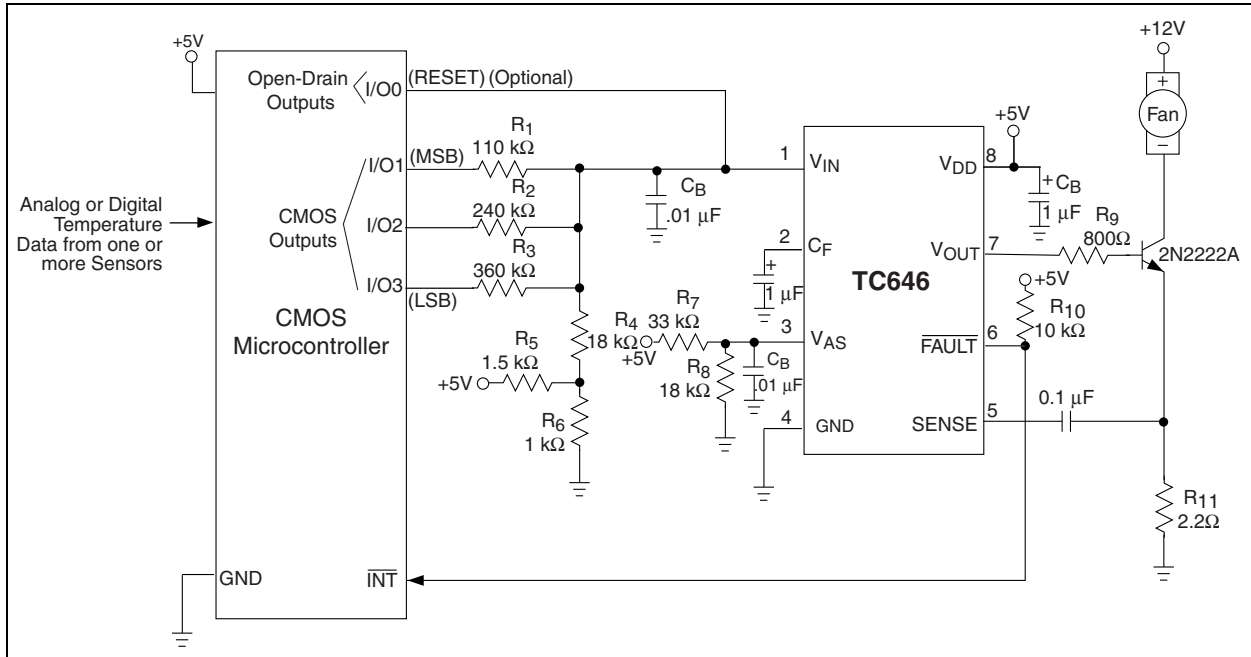 +5V
Open-Drain
Outputs
I/O0
(RESET) (Optional)
I/O1
(MSB)
R1
110 kΩ
R2
240 kΩ
I/O2
R3
360 kΩ
I/O3
(LSB)
CMOS
Outputs
Analog or Digital
Temperature
Data from one or
more Sensors
CMOS
Microcontroller
GND
INT
R4
18 kΩ
R5
1.5 kΩ
+5V
R6
1 kΩ
CB
.01 µF
+
1 µF
R7
33 kΩ
+5V
R8
18 kΩ
CB
.01 µF
1
VIN
2
CF
3
VAS
4
GND
TC646
VDD
8
VOUT
7
FAULT
6
SENSE
5
+5V
+
CB
1 µF
R9
800Ω
+5V
R10
10 kΩ
0.1 µF
+12V
+
Fan
–
2N2222A
R11
2.2Ω